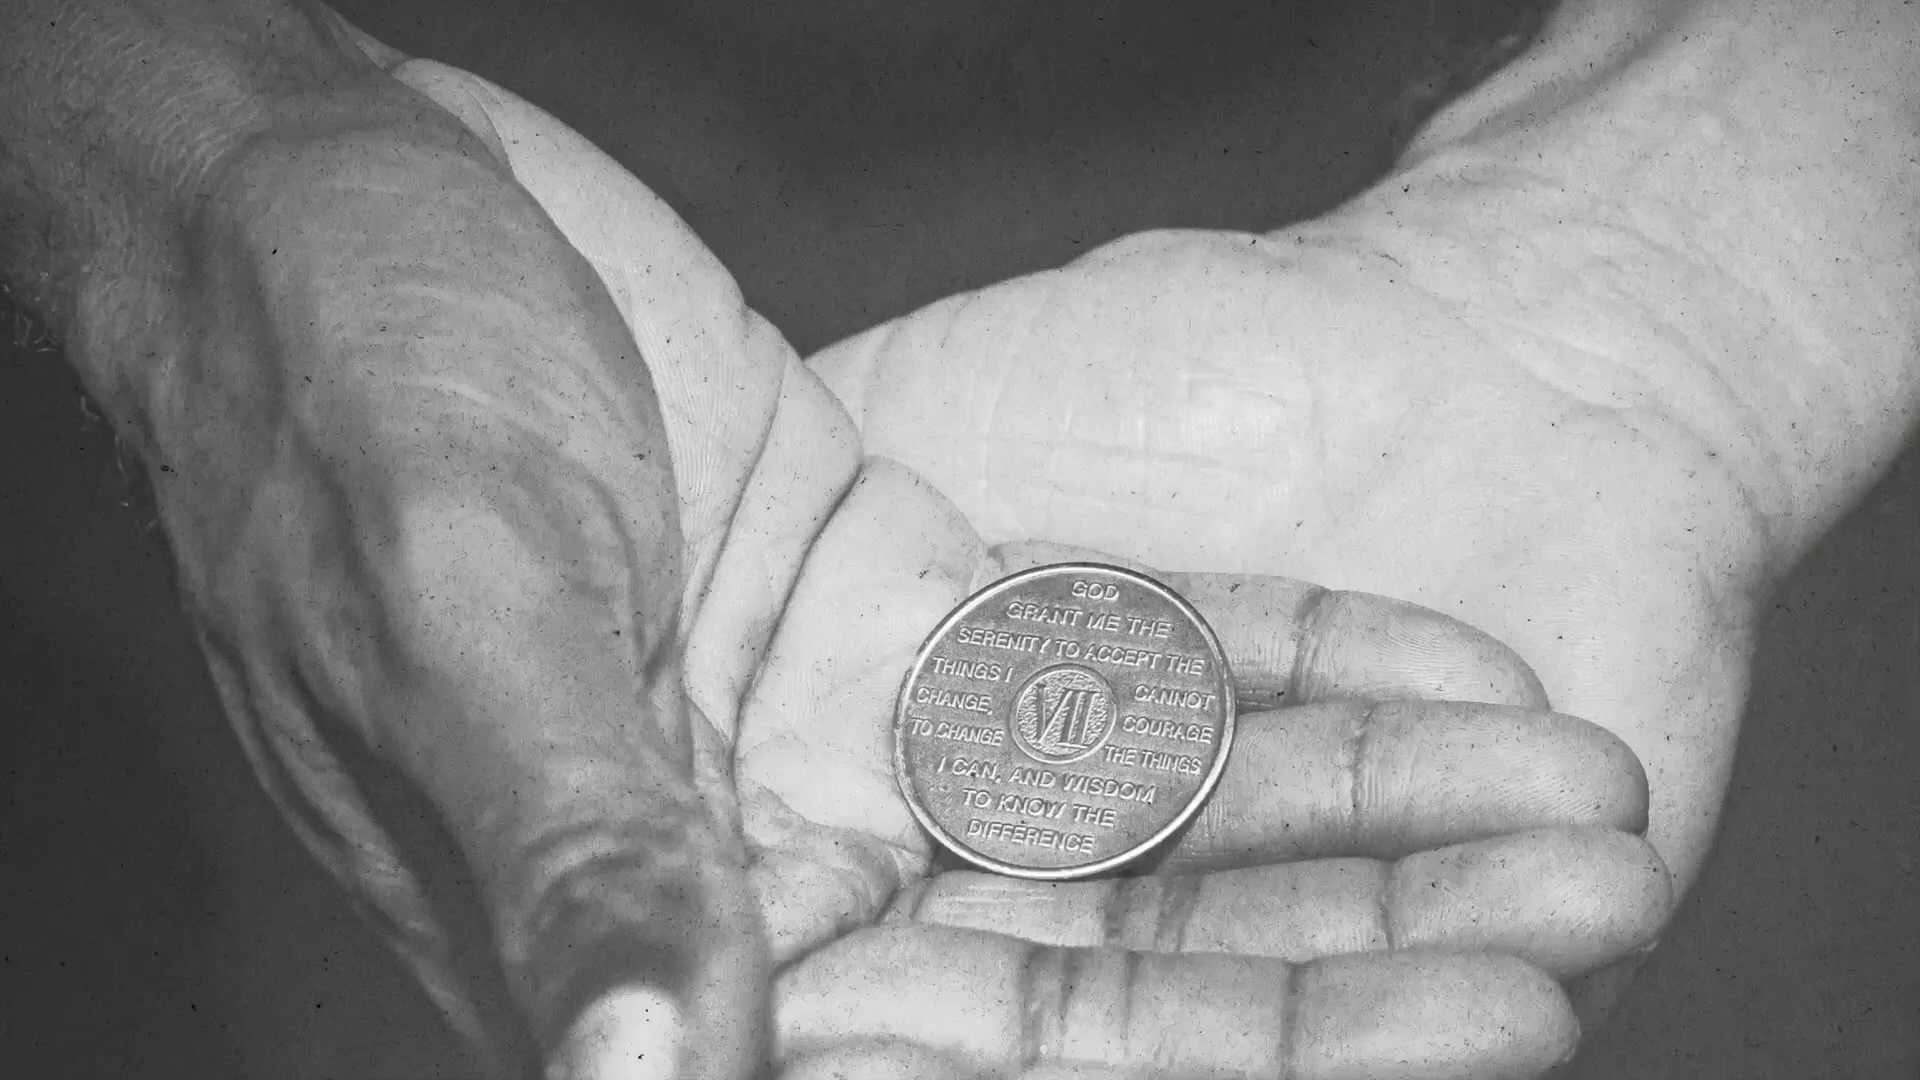 GOD
GRANT ME THE
SERENITY TO ACCEPT THE
THINGS I CANNOT
CHANGE, COURAGE
TO CHANGE THE THINGS
I CAN, AND WISDOM
TO KNOW THE
DIFFERENCE
VII